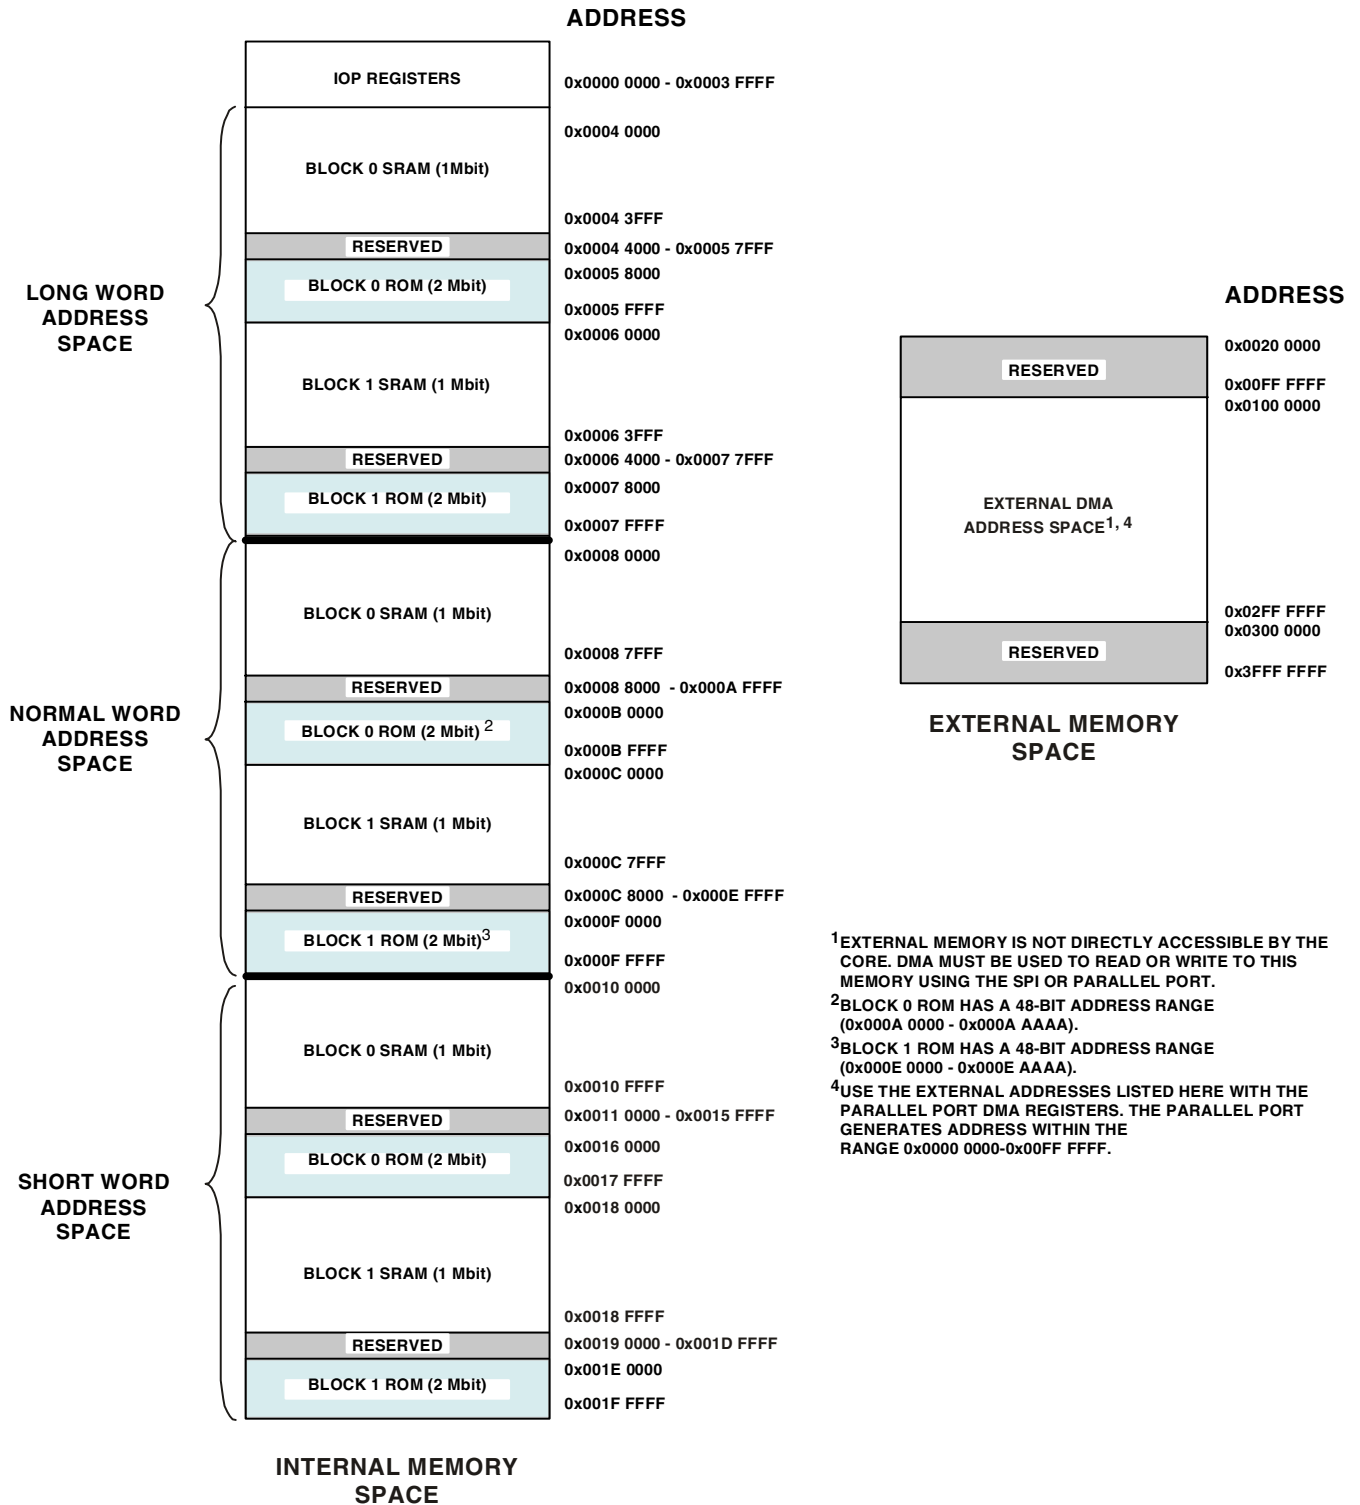 ADDRESS
IOP REGISTERS
0x0000 0000 - 0x0003 FFFF
0x0004 0000
BLOCK 0 SRAM (1Mbit)
0x0004 3FFF
RESERVED
0x0004 4000 - 0x0005 7FFF
0x0005 8000
BLOCK 0 ROM (2 Mbit)
0x0005 FFFF
0x0006 0000
BLOCK 1 SRAM (1 Mbit)
0x0006 3FFF
RESERVED
0x0006 4000 - 0x0007 7FFF
0x0007 8000
BLOCK 1 ROM (2 Mbit)
0x0007 FFFF
LONG WORD
ADDRESS
SPACE
0x0008 0000
BLOCK 0 SRAM (1 Mbit)
0x0008 7FFF
RESERVED
0x0008 8000 - 0x000A FFFF
0x000B 0000
BLOCK 0 ROM (2 Mbit) 2
0x000B FFFF
0x000C 0000
BLOCK 1 SRAM (1 Mbit)
0x000C 7FFF
RESERVED
0x000C 8000 - 0x000E FFFF
0x000F 0000
BLOCK 1 ROM (2 Mbit)3
0x000F FFFF
NORMAL WORD
ADDRESS
SPACE
0x0010 0000
BLOCK 0 SRAM (1 Mbit)
0x0010 FFFF
RESERVED
0x0011 0000 - 0x0015 FFFF
0x0016 0000
BLOCK 0 ROM (2 Mbit)
0x0017 FFFF
0x0018 0000
BLOCK 1 SRAM (1 Mbit)
0x0018 FFFF
RESERVED
0x0019 0000 - 0x001D FFFF
0x001E 0000
BLOCK 1 ROM (2 Mbit)
0x001F FFFF
SHORT WORD
ADDRESS
SPACE
INTERNAL MEMORY
SPACE
ADDRESS
0x0020 0000
RESERVED
0x00FF FFFF
0x0100 0000
EXTERNAL DMA
ADDRESS SPACE1, 4
0x02FF FFFF
0x0300 0000
RESERVED
0x3FFF FFFF
EXTERNAL MEMORY
SPACE
1EXTERNAL MEMORY IS NOT DIRECTLY ACCESSIBLE BY THE
CORE. DMA MUST BE USED TO READ OR WRITE TO THIS
MEMORY USING THE SPI OR PARALLEL PORT.
2BLOCK 0 ROM HAS A 48-BIT ADDRESS RANGE
(0x000A 0000 - 0x000A AAAA).
3BLOCK 1 ROM HAS A 48-BIT ADDRESS RANGE
(0x000E 0000 - 0x000E AAAA).
4USE THE EXTERNAL ADDRESSES LISTED HERE WITH THE
PARALLEL PORT DMA REGISTERS. THE PARALLEL PORT
GENERATES ADDRESS WITHIN THE
RANGE 0x0000 0000-0x00FF FFFF.